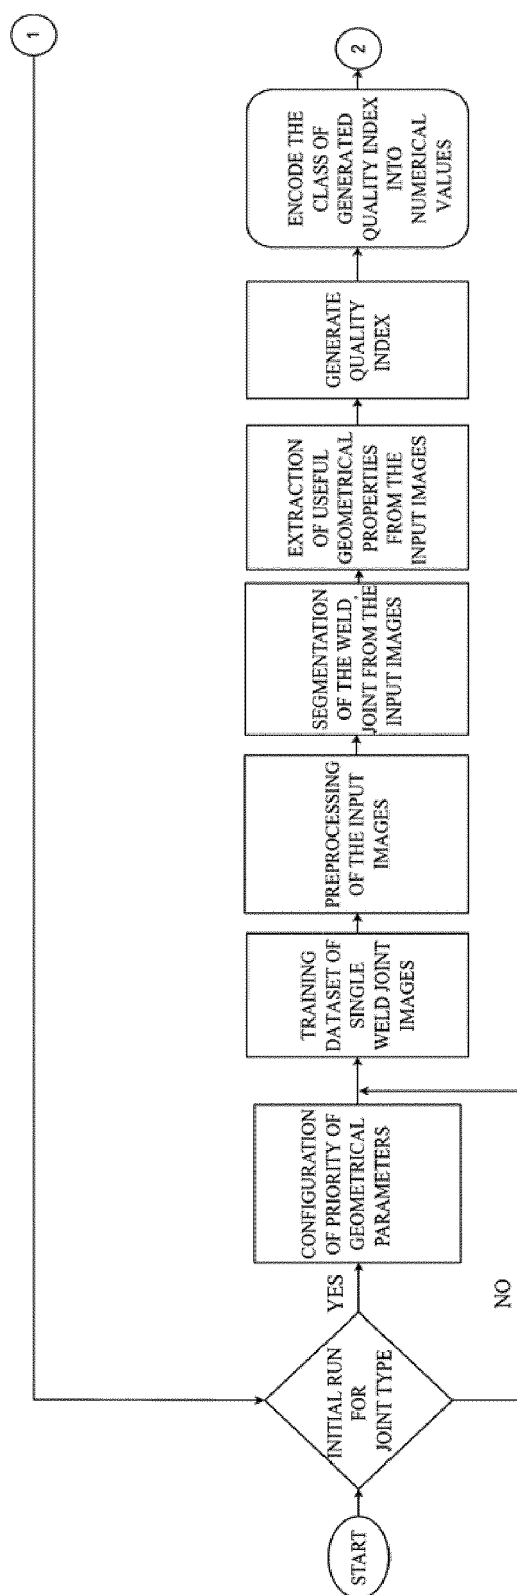 START
INITIAL RUN
FOR
JOINT TYPE
YES
NO
CONFIGURATION
OF PRIORITY OF
GEOMETRICAL
PARAMETERS
TRAINING
DATASET OF
SINGLE
WELD JOINT
IMAGES
PREPROCESSING
OF THE INPUT
IMAGES
SEGMENTATION
OF THE WELD
JOINT FROM THE
INPUT IMAGES
EXTRACTION
OF USEFUL
GEOMETRICAL
PROPERTIES
FROM THE
INPUT IMAGES
GENERATE
QUALITY
INDEX
ENCODE THE
CLASS OF
GENERATED
QUALITY INDEX
INTO
NUMERICAL
VALUES
1
2